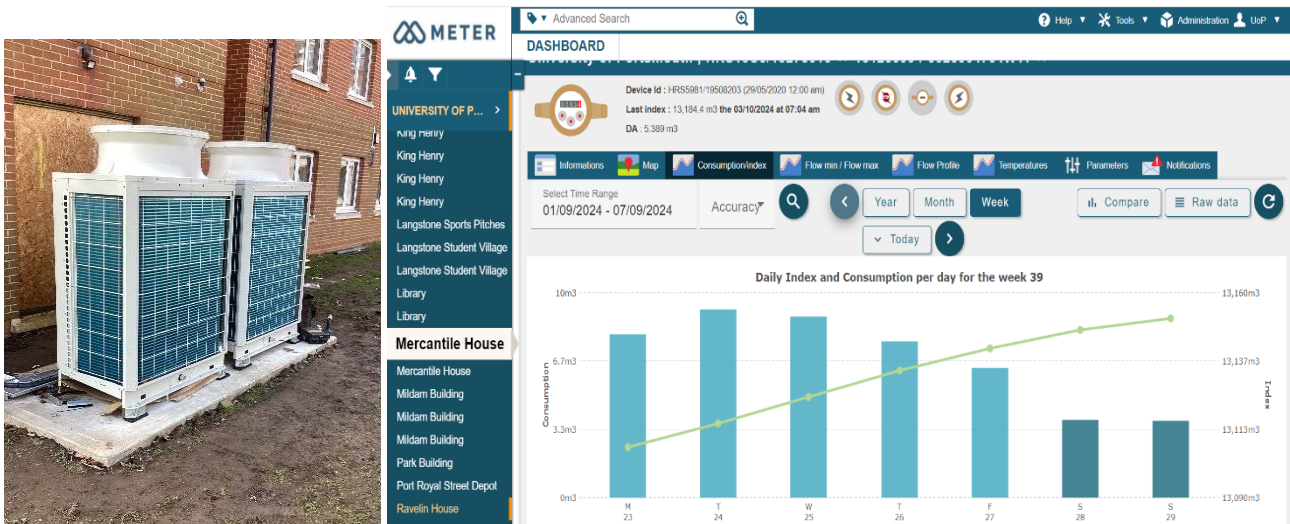 METER
Advanced Search
Help
Tools
Administration
UoP
DASHBOARD
Device Id : HRS5981/19508203 (29/05/2020 12:00 am)
Last index : 13,184.4 m3 the 03/10/2024 at 07:04 am
DA : 5.389 m3
UNIVERSITY OF P...
King Henry
King Henry
King Henry
King Henry
Langstone Sports Pitches
Langstone Student Village
Langstone Student Village
Library
Library
Mercantile House
Mercantile House
Mildam Building
Mildam Building
Mildam Building
Park Building
Port Royal Street Depot
Ravelin House
Informations
Map
Consumption/index
Flow min / Flow max
Flow Profile
Temperatures
Parameters
Notifications
Select Time Range
01/09/2024 - 07/09/2024
Accuracy
Year
Month
Week
Compare
Raw data
Today
Daily Index and Consumption per day for the week 39
10m3
6.7m3
3.3m3
0m3
Consumption
13,160m3
13,137m3
13,113m3
13,090m3
Index
M
23
T
24
W
25
T
26
F
27
S
28
S
29